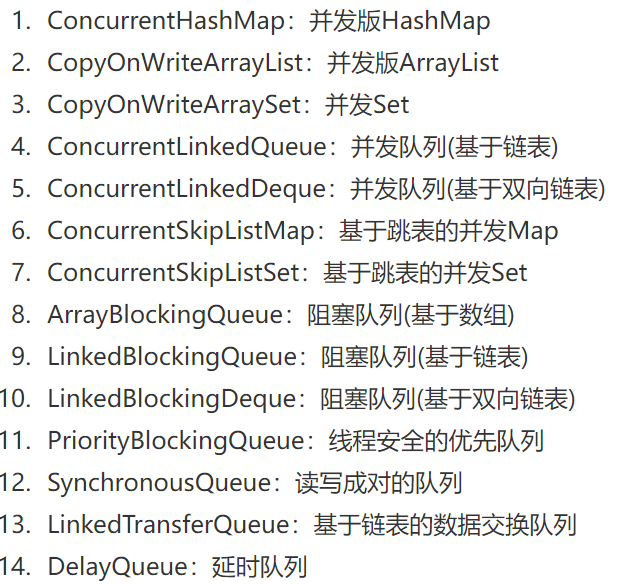 1. ConcurrentHashMap：并发版HashMap
2. CopyOnWriteArrayList：并发版ArrayList
3. CopyOnWriteArraySet：并发Set
4. ConcurrentLinkedQueue：并发队列(基于链表)
5. ConcurrentLinkedDeque：并发队列(基于双向链表)
6. ConcurrentSkipListMap：基于跳表的并发Map
7. ConcurrentSkipListSet：基于跳表的并发Set
8. ArrayBlockingQueue：阻塞队列(基于数组)
9. LinkedBlockingQueue：阻塞队列(基于链表)
10. LinkedBlockingDeque：阻塞队列(基于双向链表)
11. PriorityBlockingQueue：线程安全的优先队列
12. SynchronousQueue：读写成对的队列
13. LinkedTransferQueue：基于链表的数据交换队列
14. DelayQueue：延时队列